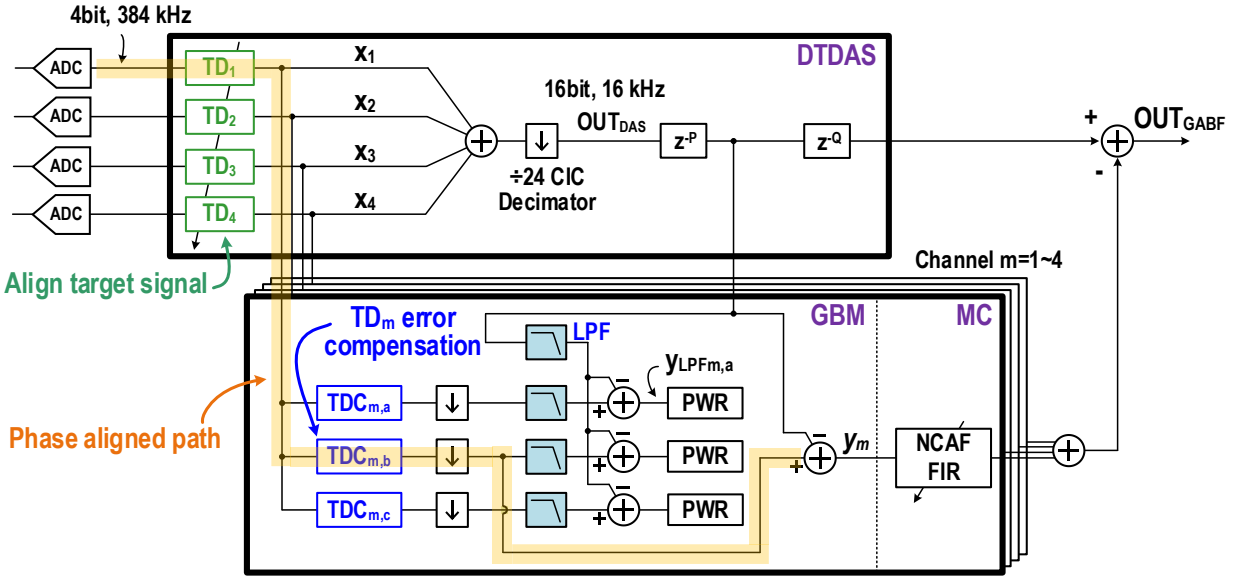 4bit, 384 kHz
DTDAS
ADC
TD1
x1
ADC
TD2
x2
16bit, 16 kHz
OUTDAS
z-P
z-Q
+
OUTGABF
-
ADC
TD3
x3
÷24 CIC
Decimator
ADC
TD4
x4
Align target signal
Channel m=1~4
TDm error
compensation
LPF
GBM
MC
yLPFm,a
Phase aligned path
TDCm,a
↓
+
−
PWR
TDCm,b
↓
+
−
PWR
−
+
ym
NCAF
FIR
TDCm,c
↓
+
−
PWR